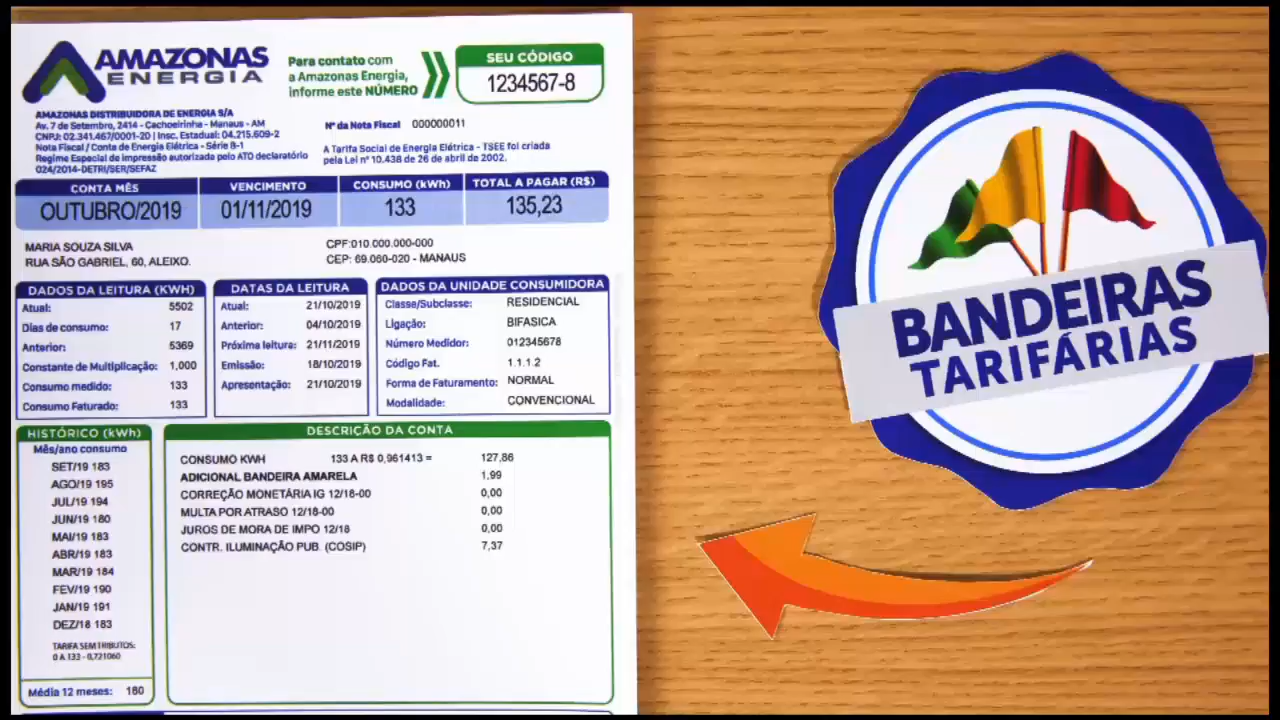 AMAZONAS
ENERGIA
Para contato com
a Amazonas Energia,
informe este NÚMERO
SEU CÓDIGO
1234567-8
AMAZONAS DISTRIBUIDORA DE ENERGIA S/A
Av. 7 de Setembro, 2414 - Cachoeirinha - Manaus - AM
CNPJ: 02.341.467/0001-20 | Insc. Estadual: 04.215.609-2
Nota Fiscal / Conta de Energia Elétrica - Série B-1
Regime Especial de impressão autorizada pelo ATO declaratório
024/2014-DETRI/SER/SEFAZ
Nº da Nota Fiscal 000000011
A Tarifa Social de Energia Elétrica - TSEE foi criada
pela Lei nº 10.438 de 26 de abril de 2002.
CONTA MÊS VENCIMENTO CONSUMO (kWh) TOTAL A PAGAR (R$)
OUTUBRO/2019 01/11/2019 133 135,23
MARIA SOUZA SILVA CPF:010.000.000-000
RUA SÃO GABRIEL, 60, ALEIXO. CEP: 69.060-020 - MANAUS
DADOS DA LEITURA (KWH)
Atual: 5502
Dias de consumo: 17
Anterior: 5369
Constante de Multiplicação: 1,000
Consumo medido: 133
Consumo Faturado: 133
DATAS DA LEITURA
Atual: 21/10/2019
Anterior: 04/10/2019
Próxima leitura: 21/11/2019
Emissão: 18/10/2019
Apresentação: 21/10/2019
DADOS DA UNIDADE CONSUMIDORA
Classe/Subclasse: RESIDENCIAL
Ligação: BIFASICA
Número Medidor: 012345678
Código Fat. 1.1.1.2
Forma de Faturamento: NORMAL
Modalidade: CONVENCIONAL
HISTÓRICO (kWh)
Mês/ano consumo
SET/19 183
AGO/19 195
JUL/19 194
JUN/19 180
MAI/19 183
ABR/19 183
MAR/19 184
FEV/19 190
JAN/19 191
DEZ/18 183
TARIFA SEM TRIBUTOS:
0 A 133 - 0,721060
Média 12 meses: 180
DESCRIÇÃO DA CONTA
CONSUMO KWH 133 A R$ 0,961413 = 127,86
ADICIONAL BANDEIRA AMARELA 1,99
CORREÇÃO MONETÁRIA IG 12/18-00 0,00
MULTA POR ATRASO 12/18-00 0,00
JUROS DE MORA DE IMPO 12/18 0,00
CONTR. ILUMINAÇÃO PUB. (COSIP) 7,37
BANDEIRAS
TARIFÁRIAS